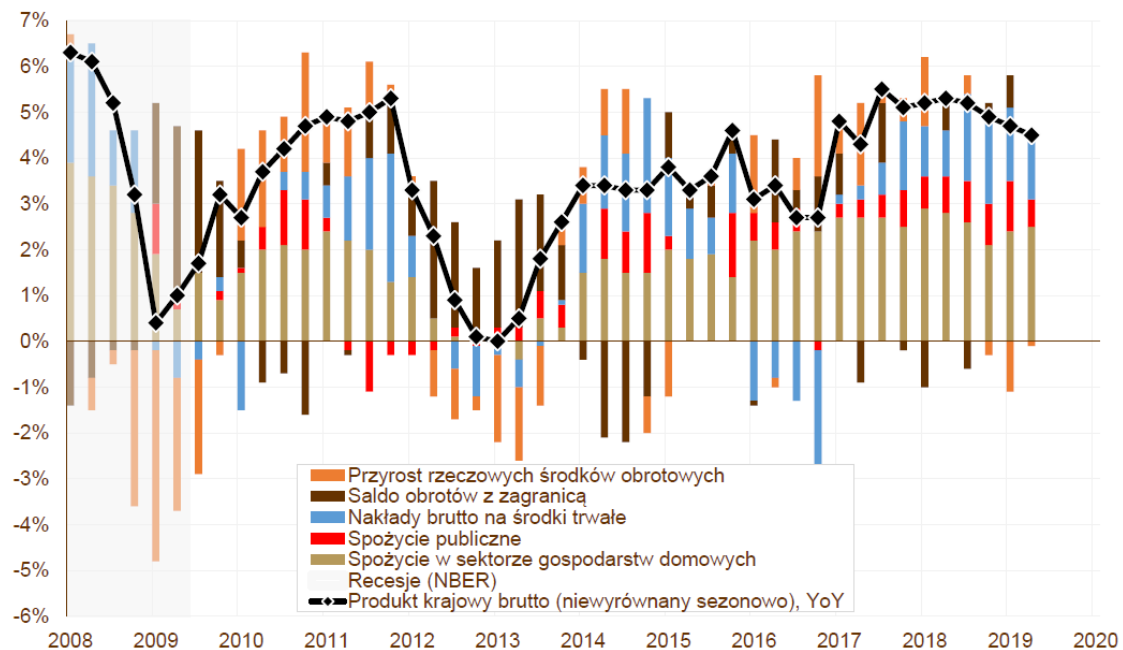 7%
6%
5%
4%
3%
2%
1%
0%
-1%
-2%
-3%
-4%
-5%
-6%
Przyrost rzeczowych środków obrotowych
Saldo obrotów z zagranicą
Nakłady brutto na środki trwałe
Spożycie publiczne
Spożycie w sektorze gospodarstw domowych
Recesje (NBER)
Produkt krajowy brutto (niewyrównany sezonowo), YoY
2008 2009 2010 2011 2012 2013 2014 2015 2016 2017 2018 2019 2020